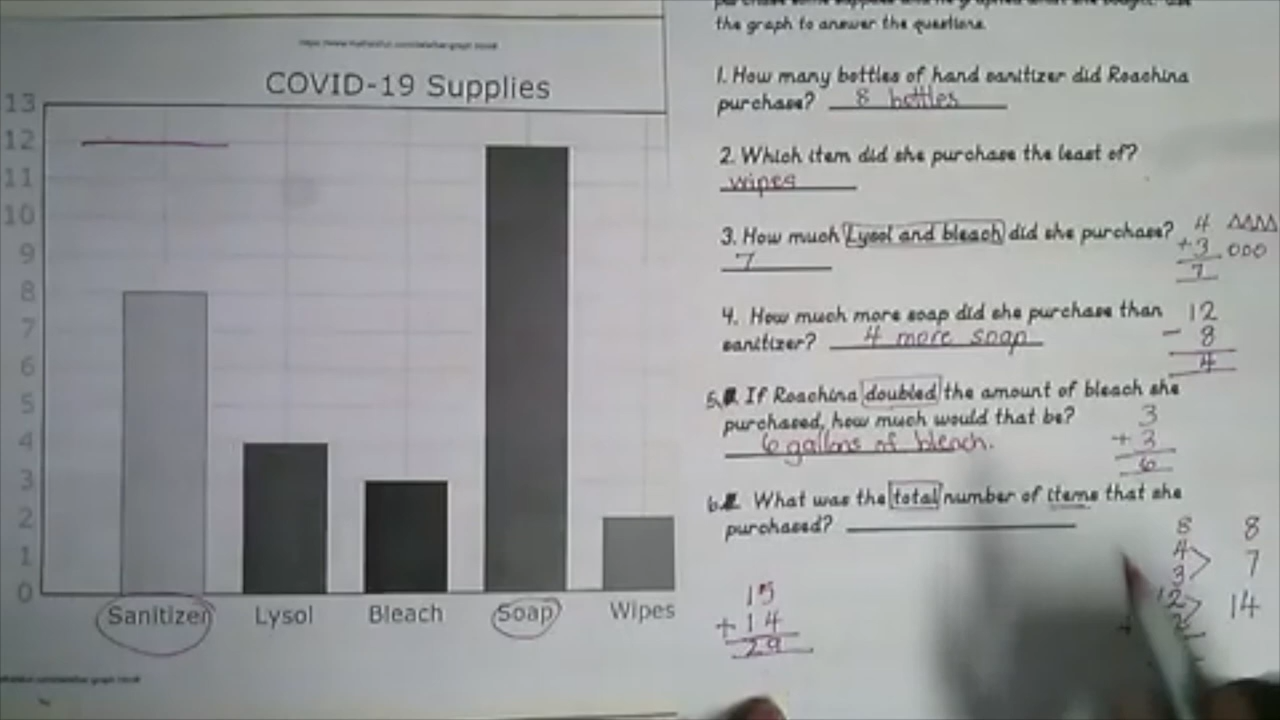 COVID-19 Supplies
13
12
11
10
9
8
7
6
5
4
3
2
1
0
Sanitizer Lysol Bleach Soap Wipes
the graph to answer the questions.
1. How many bottles of hand sanitizer did Roachina
purchase? 8 bottles
2. Which item did she purchase the least of?
wipes
3. How much Lysol and bleach did she purchase?
7
4
+3
7
4. How much more soap did she purchase than
sanitizer? 4 more soap
12
- 8
4
5. If Roachina doubled the amount of bleach she
purchased, how much would that be?
6 gallons of bleach.
3
+ 3
6
6. What was the total number of items that she
purchased?
8 8
4
3 7
12
2 14
+
15
+ 14
29